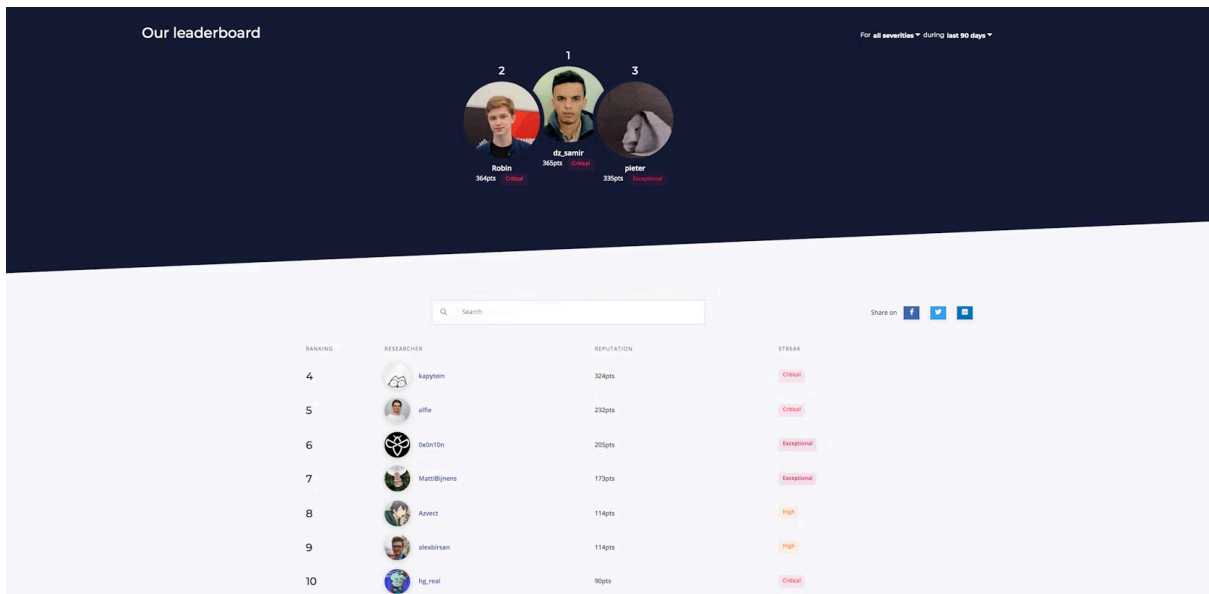 Our leaderboard
For all severities during last 90 days
1
2
3
dz_samir
365pts Critical
Robin
364pts Critical
pieter
335pts Exceptional
Search
Share on
RANKING RESEARCHER REPUTATION STREAK
4 kapytein 324pts Critical
5 alfie 232pts Critical
6 0x0n10n 205pts Exceptional
7 MattiBijnens 173pts Exceptional
8 Azvect 114pts High
9 alexbirsan 114pts High
10 hg_real 90pts Critical